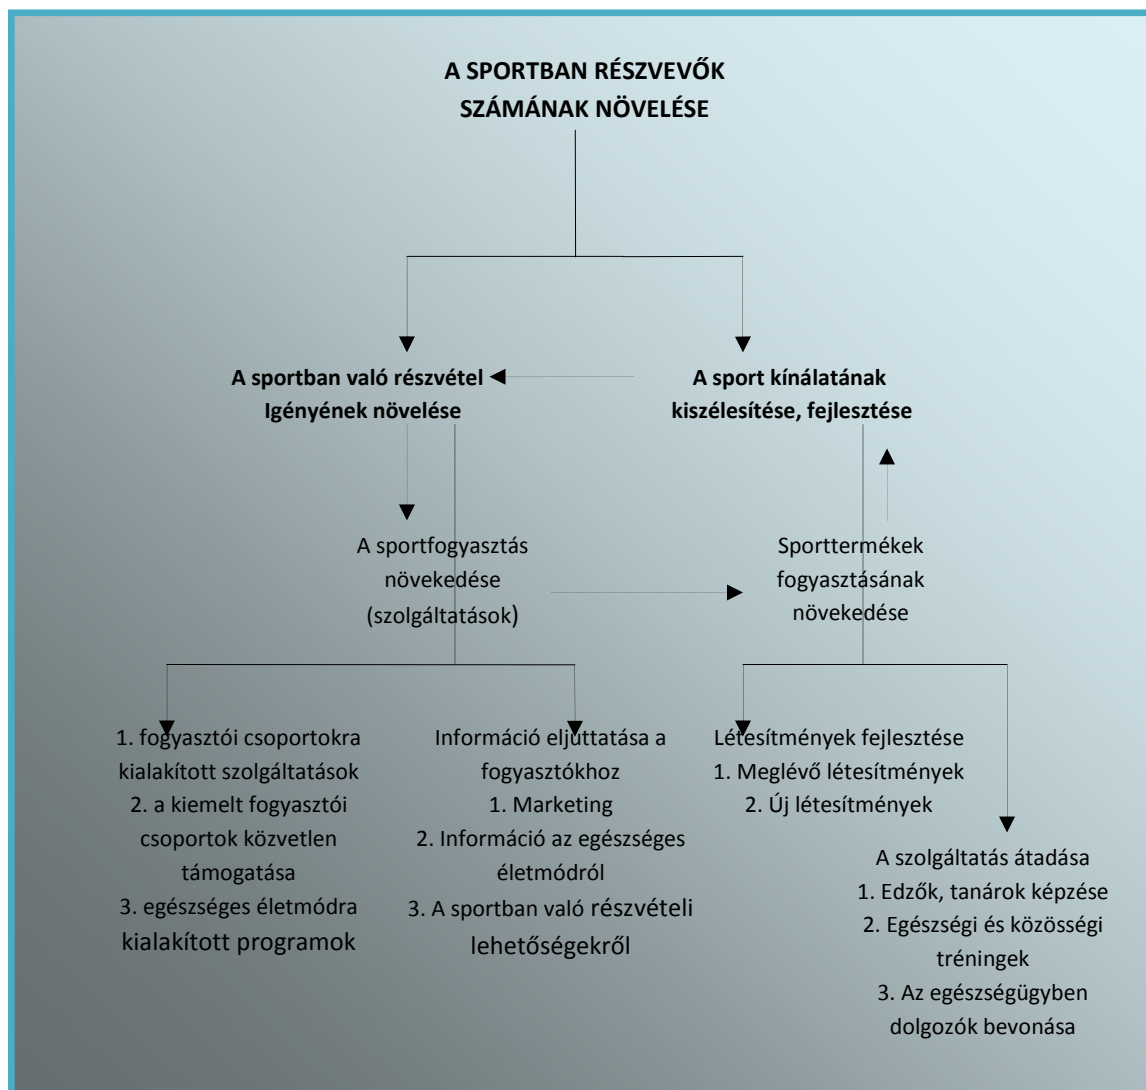 A SPORTBAN RÉSZVEVŐK
SZÁMÁNAK NÖVELÉSE
A sportban való részvétel
Igényének növelése
A sport kínálatának
kiszélesítése, fejlesztése
A sportfogyasztás
növekedése
(szolgáltatások)
Sporttermékek
fogyasztásának
növekedése
1. fogyasztói csoportokra
kialakított szolgáltatások
2. a kiemelt fogyasztói
csoportok közvetlen
támogatása
3. egészséges életmódra
kialakított programok
Információ eljuttatása a
fogyasztókhoz
1. Marketing
2. Információ az egészséges
életmódról
3. A sportban való részvételi
lehetőségekről
Létesítmények fejlesztése
1. Meglévő létesítmények
2. Új létesítmények
A szolgáltatás átadása
1. Edzők, tanárok képzése
2. Egészségi és közösségi
tréningek
3. Az egészségügyben
dolgozók bevonása